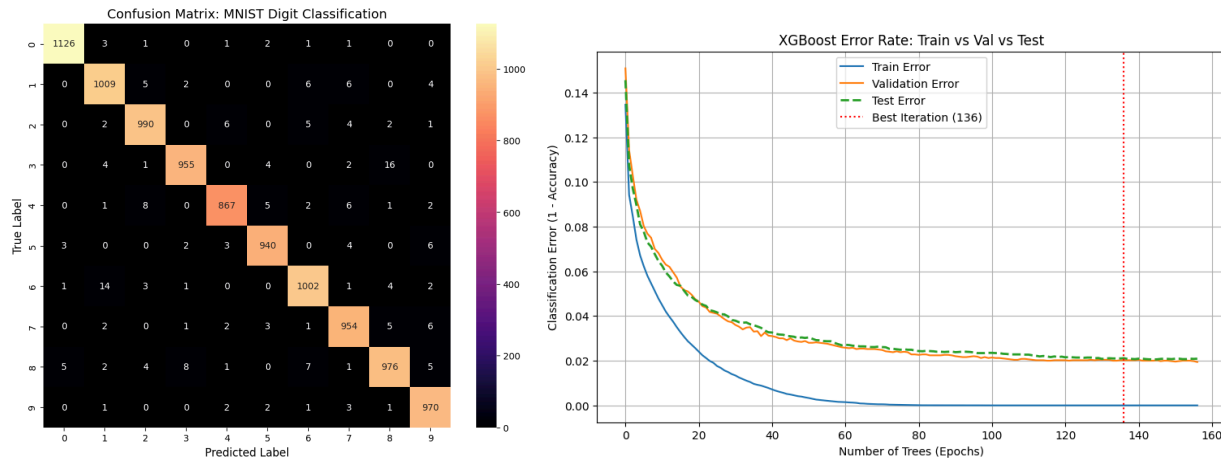 Confusion Matrix: MNIST Digit Classification
0 1126 3 1 0 1 2 1 1 0 0
1 0 1009 5 2 0 0 6 6 0 4
2 0 2 990 0 6 0 5 4 2 1
3 0 4 1 955 0 4 0 2 16 0
4 0 1 8 0 867 5 2 6 1 2
5 3 0 0 2 3 940 0 4 0 6
6 1 14 3 1 0 0 1002 1 4 2
7 0 2 0 1 2 3 1 954 5 6
8 5 2 4 8 1 0 1 1 976 5
9 0 1 0 0 2 2 1 3 1 970
0 1 2 3 4 5 6 7 8 9
Predicted Label
True Label
1000
800
600
400
200
0
XGBoost Error Rate: Train vs Val vs Test
Train Error
Validation Error
Test Error
Best Iteration (136)
0.14
0.12
0.10
0.08
0.06
0.04
0.02
0.00
Classification Error (1 - Accuracy)
0 20 40 60 80 100 120 140 160
Number of Trees (Epochs)